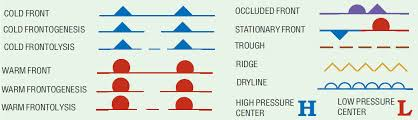 COLD FRONT
COLD FRONTOGENESIS
COLD FRONTOLYSIS
WARM FRONT
WARM FRONTOGENESIS
WARM FRONTOLYSIS
OCCLUDED FRONT
STATIONARY FRONT
TROUGH
RIDGE
DRYLINE
HIGH PRESSURE
CENTER
H
LOW PRESSURE
CENTER
L